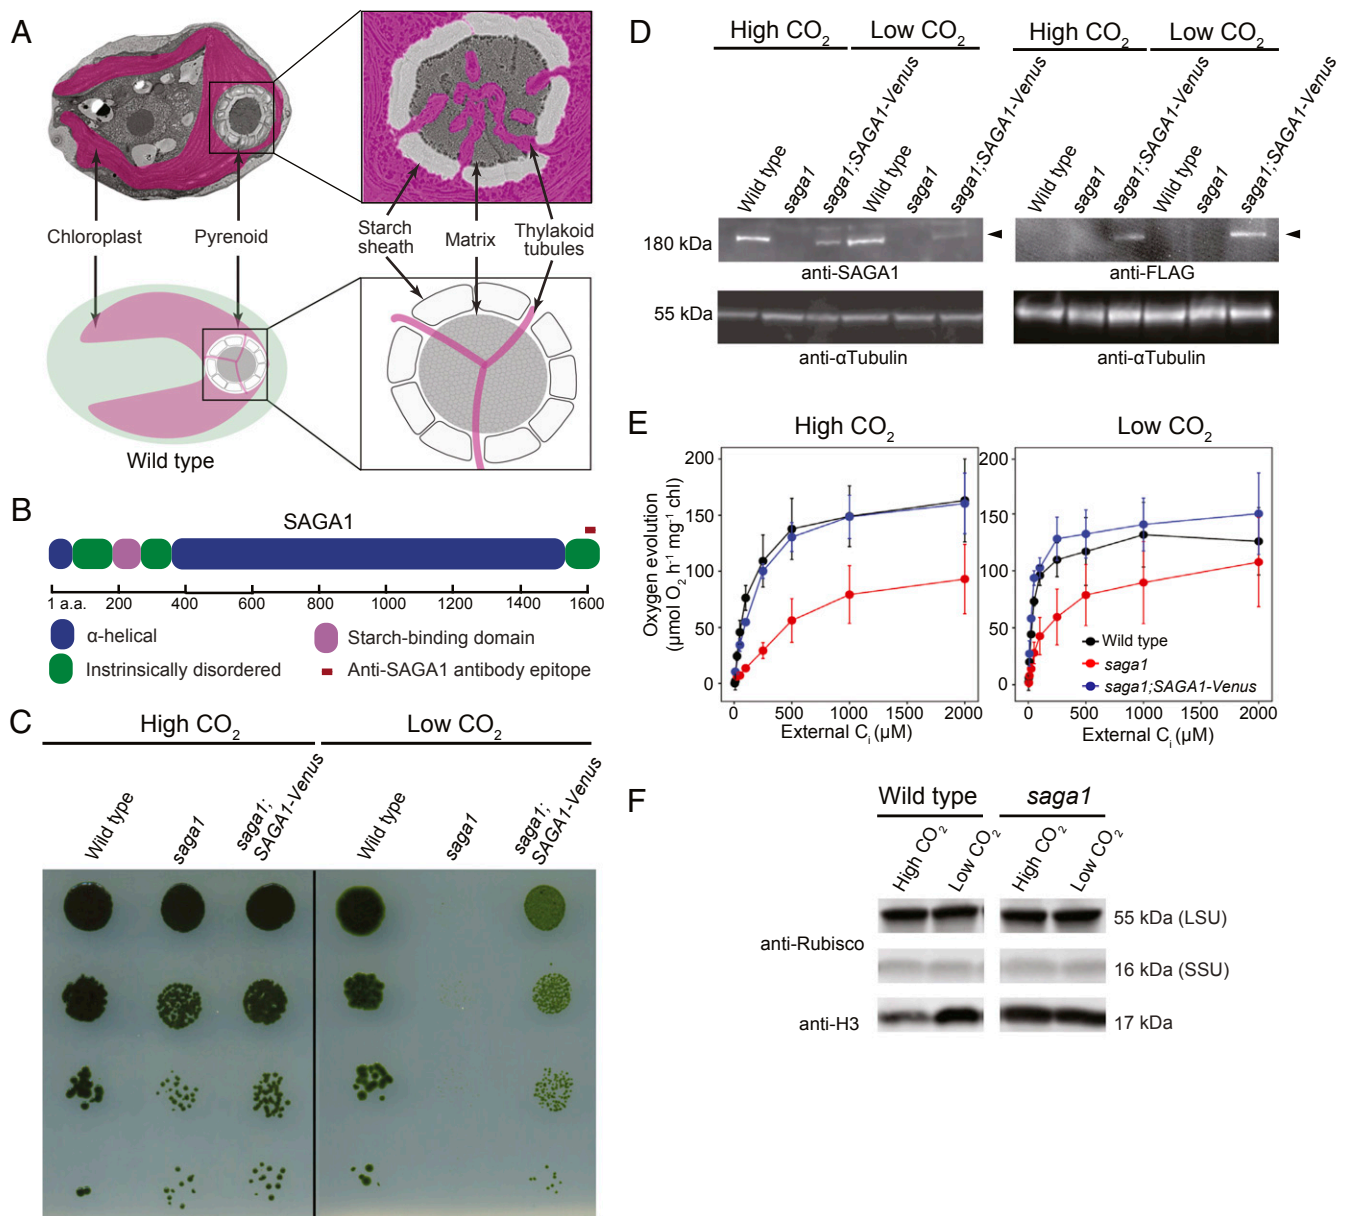 A
Chloroplast
Pyrenoid
Starch sheath
Matrix
Thylakoid tubules
Wild type
B
SAGA1
1 a.a. 200 400 600 800 1000 1200 1400 1600
α-helical
Starch-binding domain
Instrinsically disordered
Anti-SAGA1 antibody epitope
C
High CO2
Low CO2
Wild type
saga1
saga1;
SAGA1-Venus
Wild type
saga1
saga1;
SAGA1-Venus
D
High CO2
Low CO2
High CO2
Low CO2
Wild type
saga1
saga1;SAGA1-Venus
Wild type
saga1
saga1;SAGA1-Venus
Wild type
saga1
saga1;SAGA1-Venus
Wild type
saga1
saga1;SAGA1-Venus
180 kDa
anti-SAGA1
anti-FLAG
55 kDa
anti-αTubulin
anti-αTubulin
E
High CO2
Low CO2
Oxygen evolution
(µmol O2 h-1 mg-1 chl)
200
150
100
50
0
0 500 1000 1500 2000
External Ci (µM)
200
150
100
50
0
0 500 1000 1500 2000
External Ci (µM)
Wild type
saga1
saga1;SAGA1-Venus
F
Wild type
saga1
High CO2
Low CO2
High CO2
Low CO2
anti-Rubisco
55 kDa (LSU)
16 kDa (SSU)
anti-H3
17 kDa